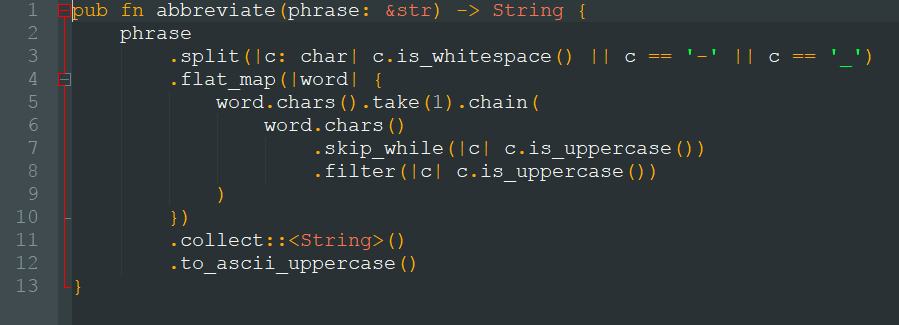 1 pub fn abbreviate(phrase: &str) -> String {
2     phrase
3         .split(|c: char| c.is_whitespace() || c == '-' || c == '_')
4         .flat_map(|word| {
5             word.chars().take(1).chain(
6                 word.chars()
7                     .skip_while(|c| c.is_uppercase())
8                     .filter(|c| c.is_uppercase())
9             )
10         })
11         .collect::<String>()
12         .to_ascii_uppercase()
13 }